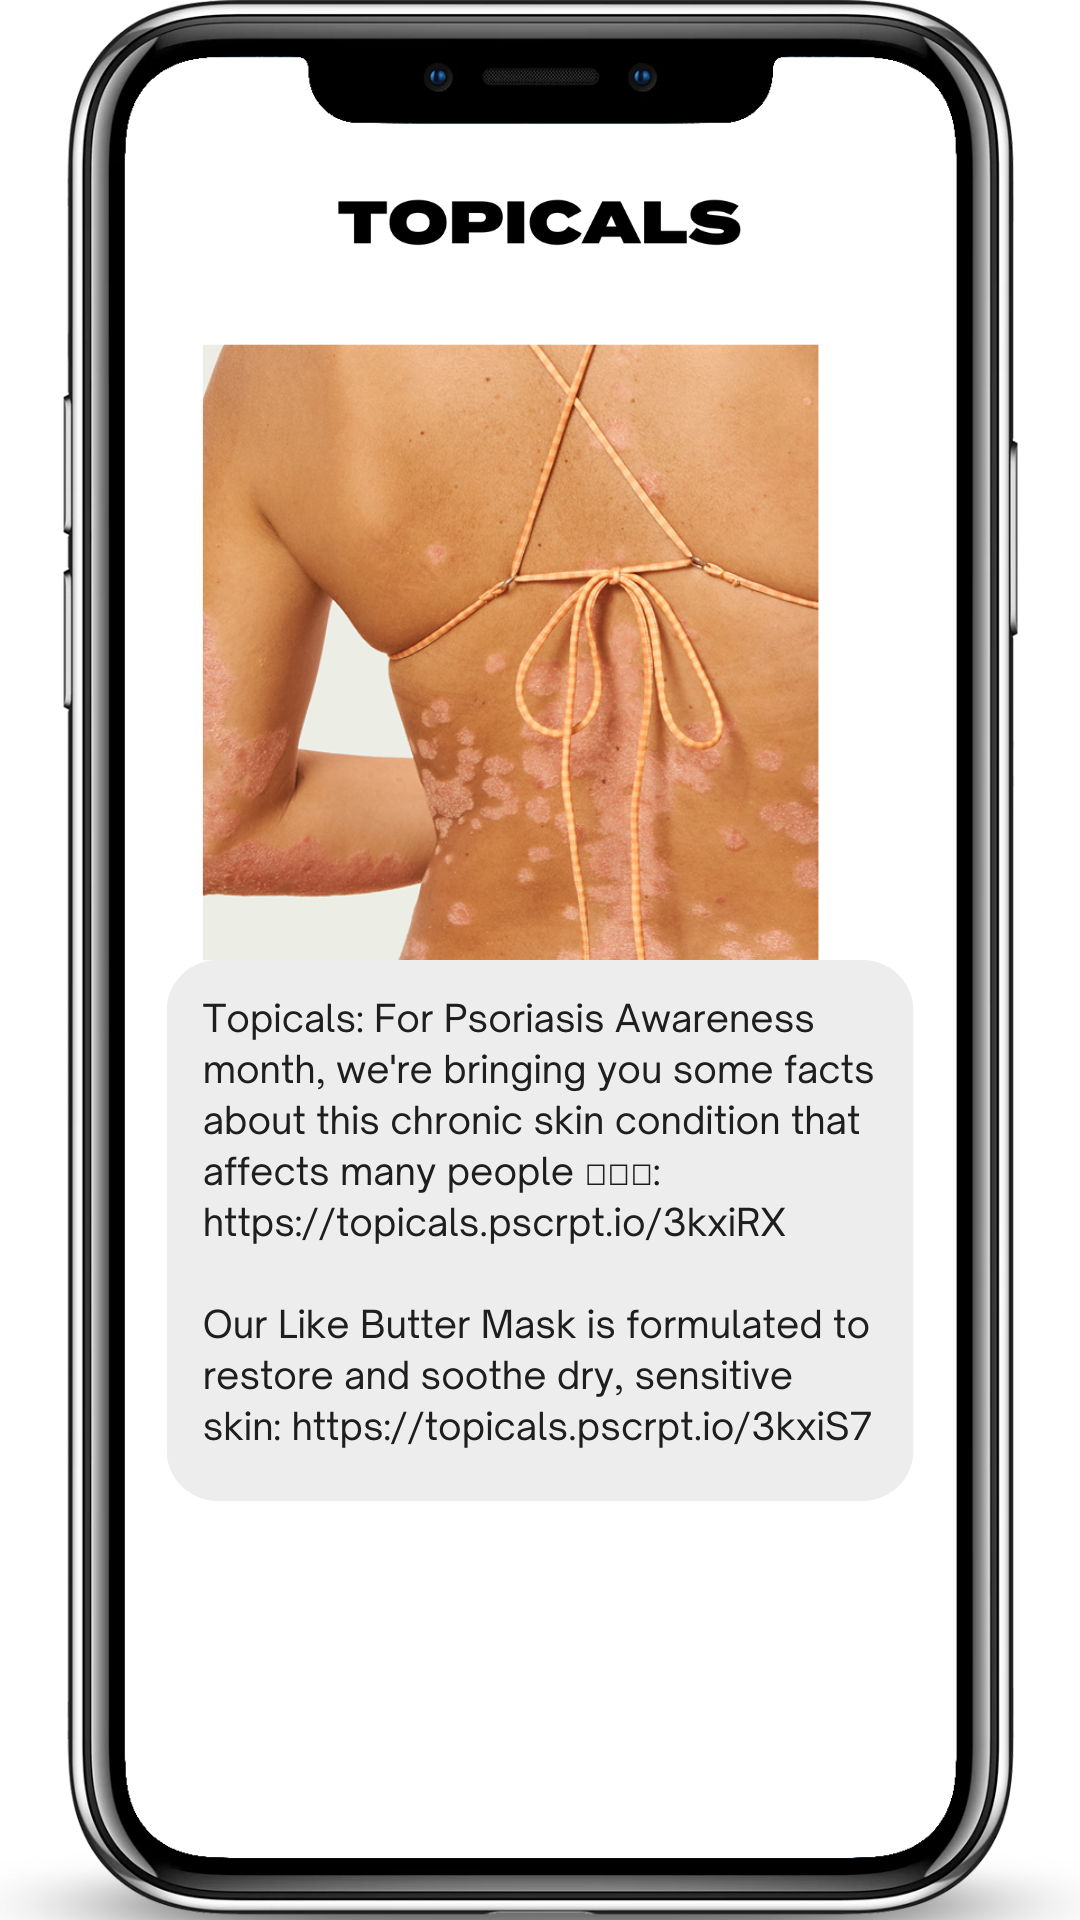 TOPICALS
Topicals: For Psoriasis Awareness
month, we're bringing you some facts
about this chronic skin condition that
affects many people □□□:
https://topicals.pscrpt.io/3kxiRX
Our Like Butter Mask is formulated to
restore and soothe dry, sensitive
skin: https://topicals.pscrpt.io/3kxiS7